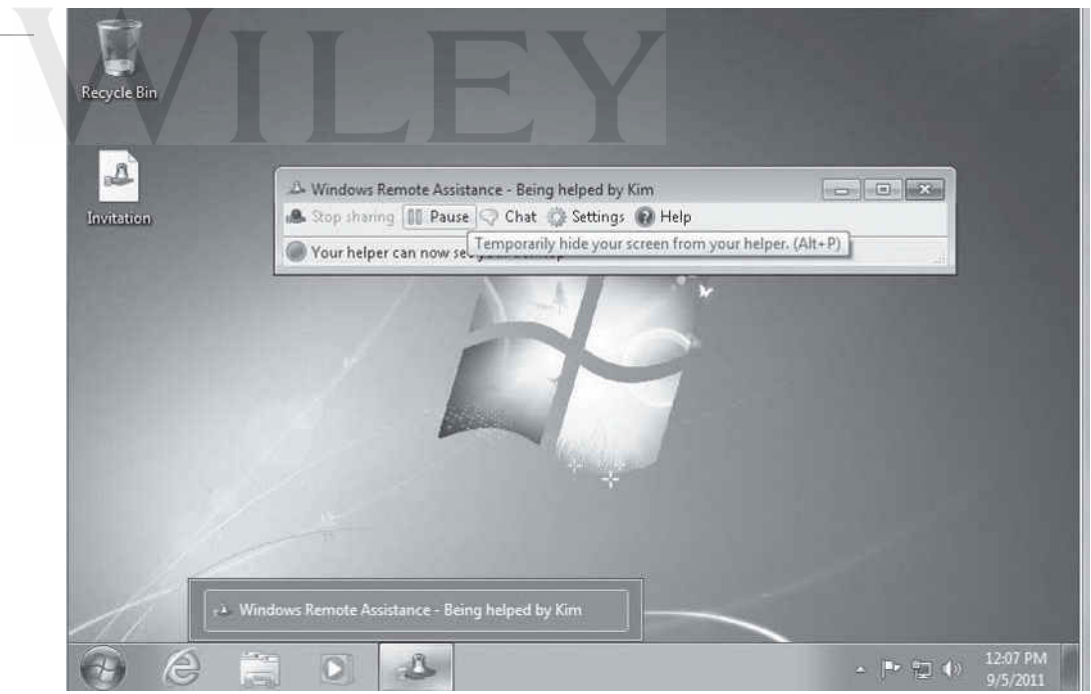 WILEY
Recycle Bin
Invitation
Windows Remote Assistance - Being helped by Kim
Stop sharing Pause Chat Settings Help
Temporarily hide your screen from your helper. (Alt+P)
Your helper can now
Windows Remote Assistance - Being helped by Kim
12:07 PM
9/5/2011